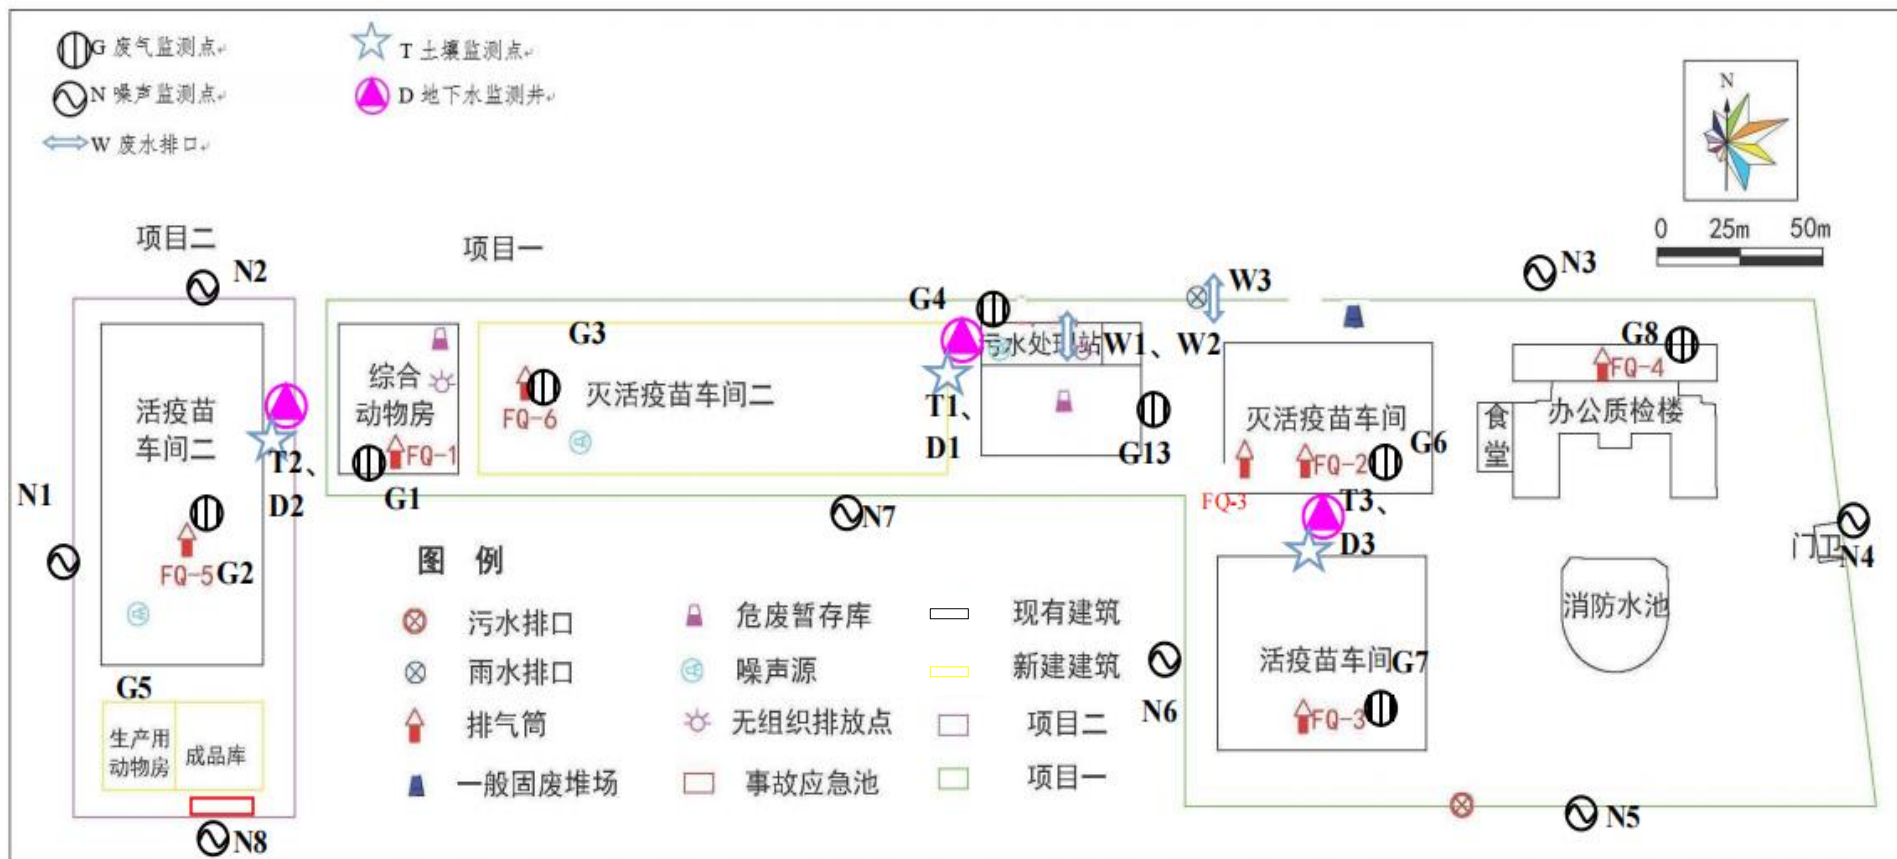 G 废气监测点
T 土壤监测点
N 噪声监测点
D 地下水监测井
W 废水排口
N
0 25m 50m
项目二
项目一
N2
N3
G4
W3
G3
G8
综合
动物房
污水处理站
W1、W2
FQ-4
活疫苗
车间二
FQ-6
灭活疫苗车间二
T1、
D1
灭活疫苗车间
食堂
办公质检楼
FQ-1
G13
FQ-2
G6
T2、
D2
G1
N1
N7
FQ-3
T3、
D3
门卫
N4
FQ-5
G2
图 例
污水排口
危废暂存库
现有建筑
消防水池
雨水排口
噪声源
新建建筑
活疫苗车间
G7
G5
排气筒
无组织排放点
项目二
N6
FQ-3
生产用
动物房
成品库
一般固废堆场
事故应急池
项目一
N5
N8